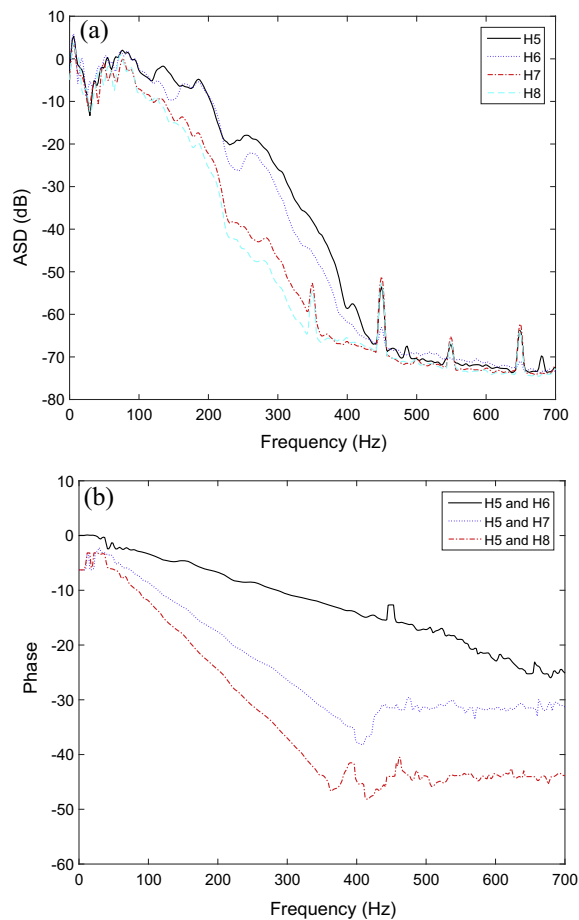 (a)
H5
H6
H7
H8
10
0
-10
-20
-30
-40
-50
-60
-70
-80
ASD (dB)
0 100 200 300 400 500 600 700
Frequency (Hz)
(b)
H5 and H6
H5 and H7
H5 and H8
10
0
-10
-20
-30
-40
-50
-60
Phase
0 100 200 300 400 500 600 700
Frequency (Hz)